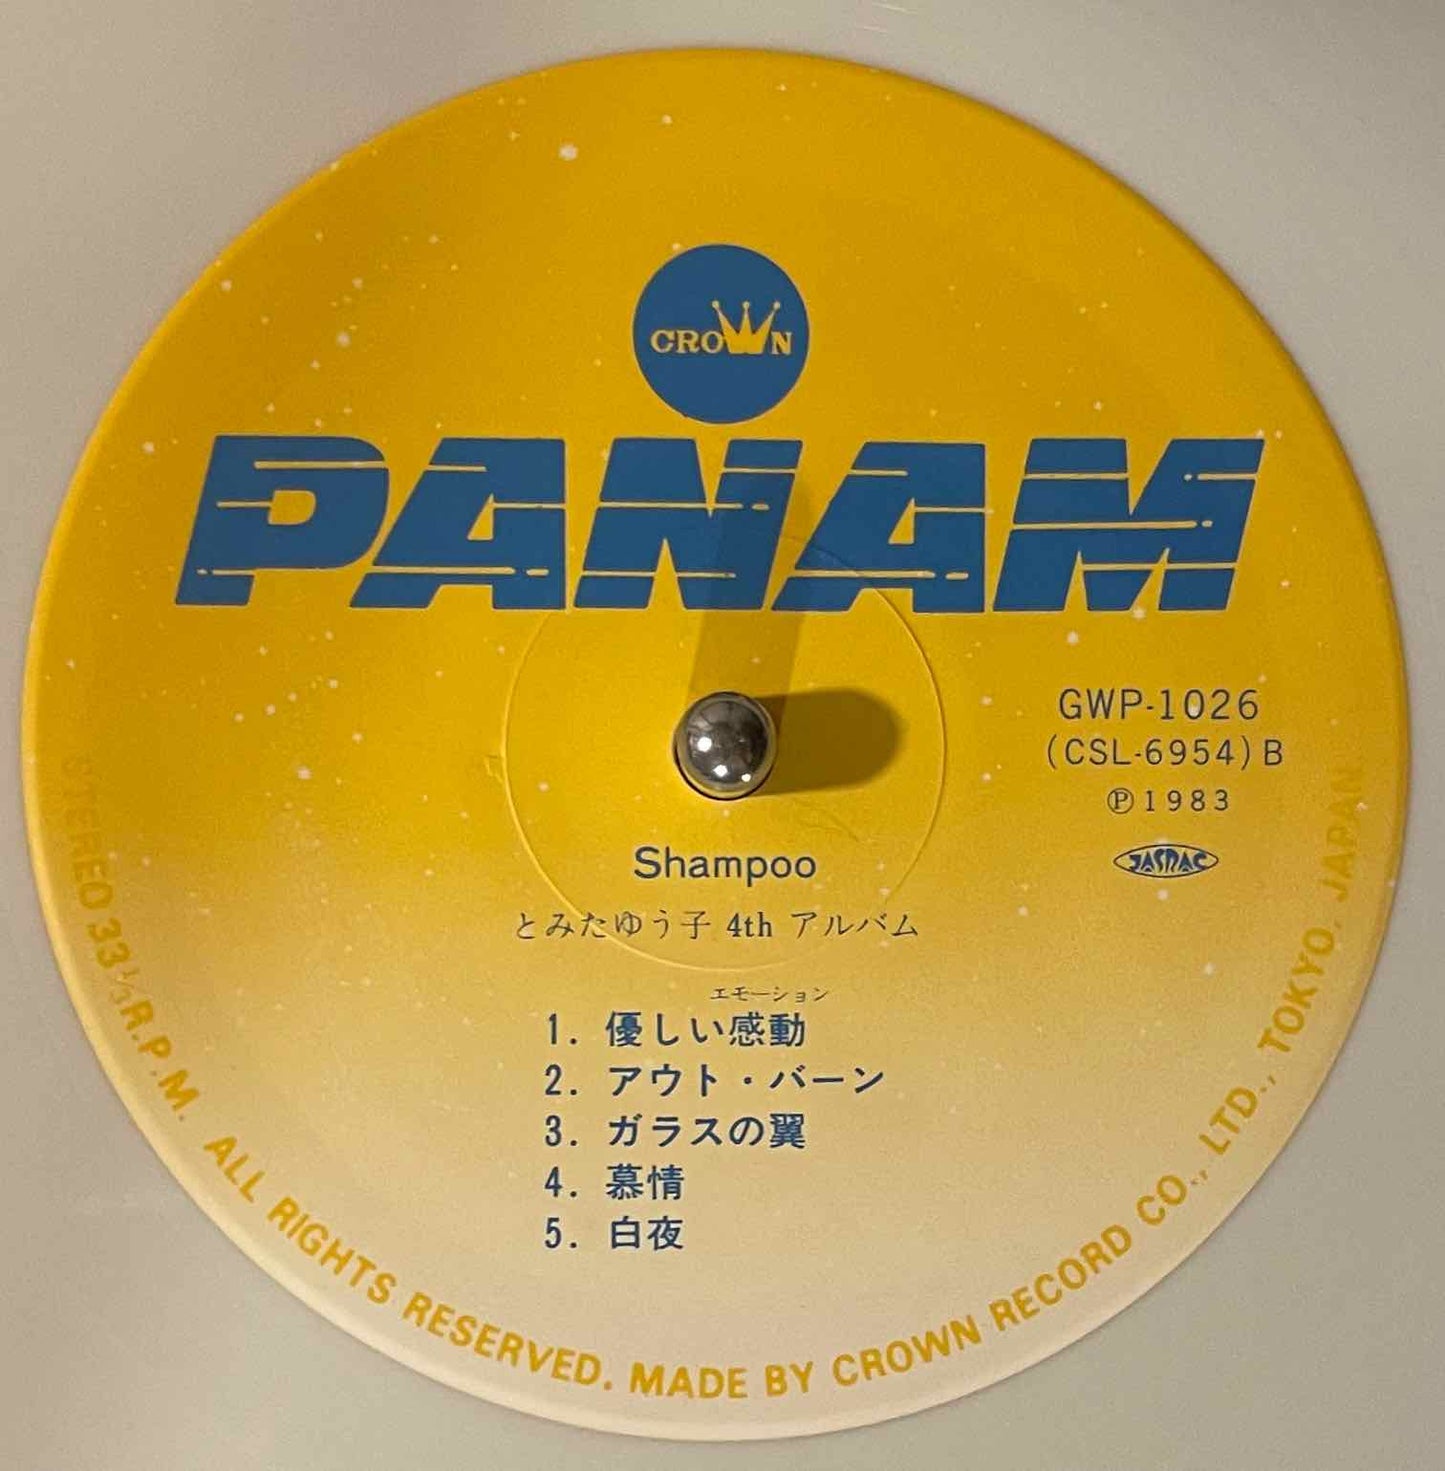 CROWN
PANAM
GWP-1026
(CSL-6954) B
Ⓟ1983
JASRAC
Shampoo
とみたゆう子 4th アルバム
エモーション
1. 優しい感動
2. アウト・バーン
3. ガラスの翼
4. 慕情
5. 白夜
STEREO 33⅓ R.P.M. ALL RIGHTS RESERVED. MADE BY CROWN RECORD CO., LTD., TOKYO, JAPAN.